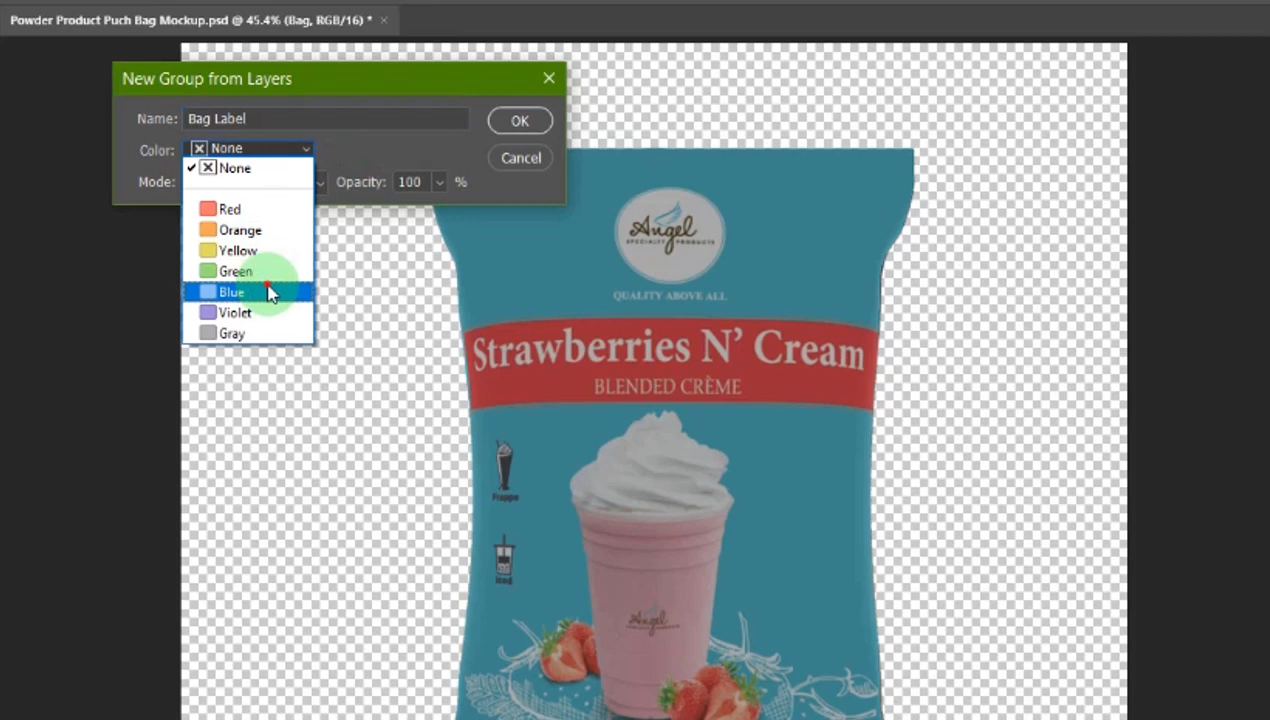 Powder Product Puch Bag Mockup.psd @ 45.4% (Bag, RGB/16) *
New Group from Layers
Name: Bag Label
OK
Color: None
Cancel
None
Mode:
Opacity: 100 %
Red
Orange
Yellow
Green
Blue
Violet
Gray
Angel
SPECIALTY PRODUCTS
QUALITY ABOVE ALL
Strawberries N' Cream
BLENDED CRÈME
Frappe
Iced
Angel